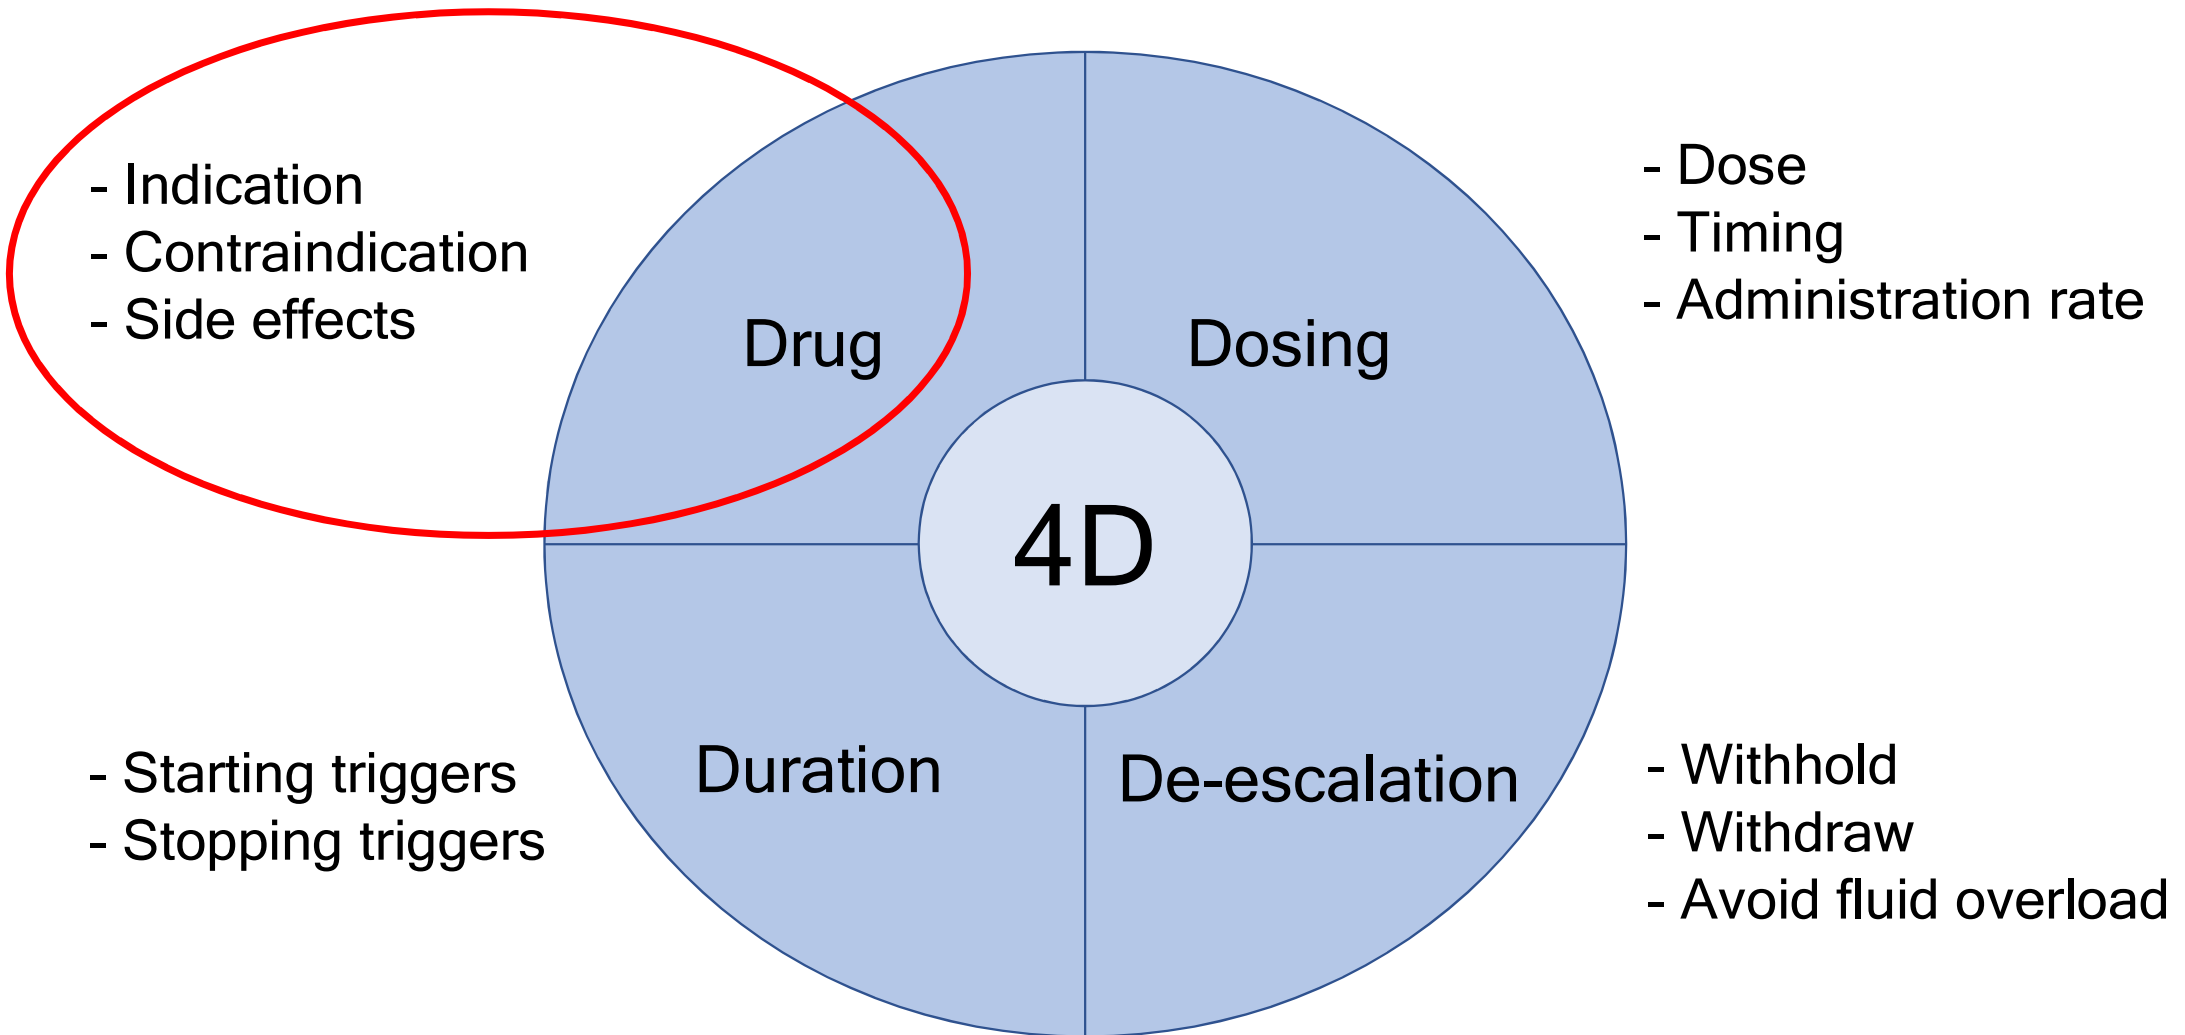 - Indication
- Contraindication
- Side effects
Drug
Dosing
- Dose
- Timing
- Administration rate
4D
- Starting triggers
- Stopping triggers
Duration
De-escalation
- Withhold
- Withdraw
- Avoid fluid overload